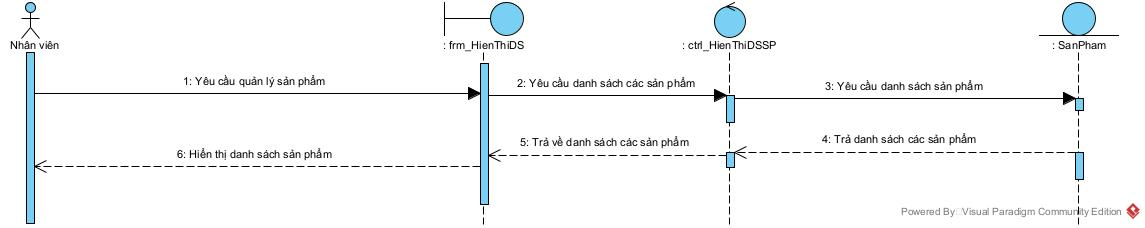 Nhân viên
: frm_HienThiDS
: ctrl_HienThiDSSP
: SanPham
1: Yêu cầu quản lý sản phẩm
2: Yêu cầu danh sách các sản phẩm
3: Yêu cầu danh sách sản phẩm
4: Trả danh sách các sản phẩm
5: Trả về danh sách các sản phẩm
6: Hiển thị danh sách sản phẩm
Powered By Visual Paradigm Community Edition